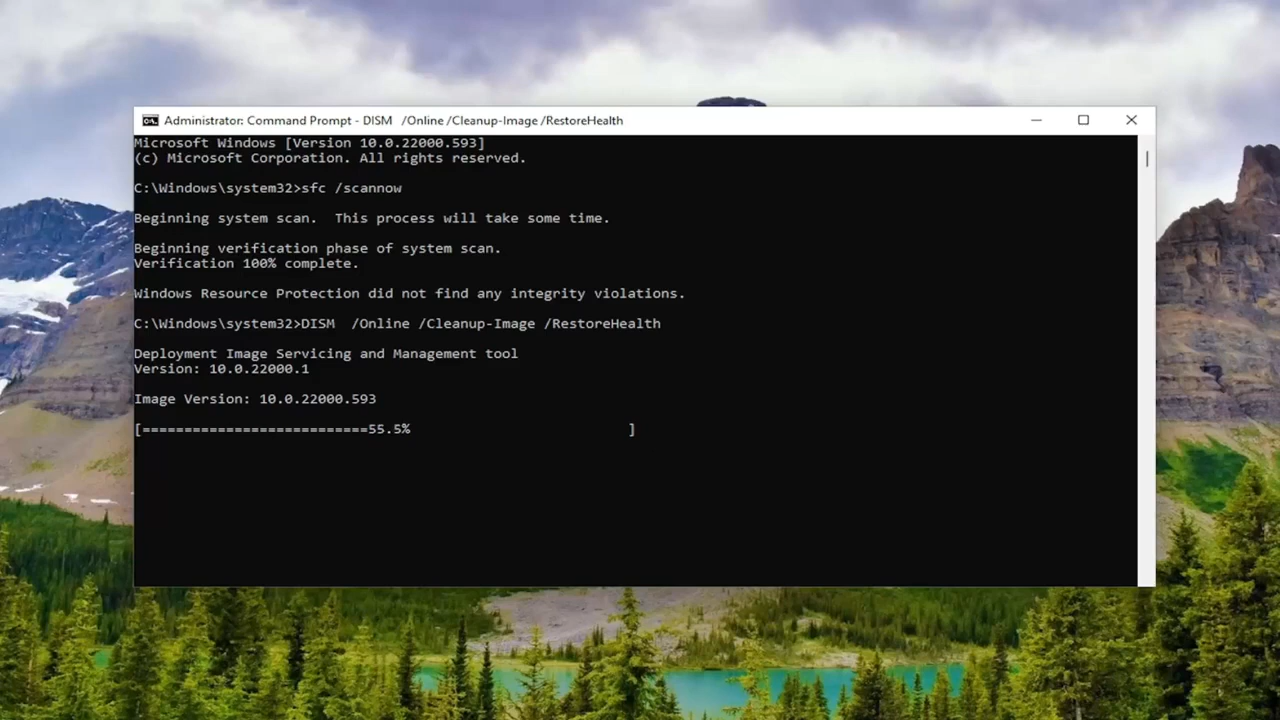 Administrator: Command Prompt - DISM  /Online /Cleanup-Image /RestoreHealth
Microsoft Windows [Version 10.0.22000.593]
(c) Microsoft Corporation. All rights reserved.
C:\Windows\system32>sfc /scannow
Beginning system scan.  This process will take some time.
Beginning verification phase of system scan.
Verification 100% complete.
Windows Resource Protection did not find any integrity violations.
C:\Windows\system32>DISM  /Online /Cleanup-Image /RestoreHealth
Deployment Image Servicing and Management tool
Version: 10.0.22000.1
Image Version: 10.0.22000.593
[===========================55.5%                          ]